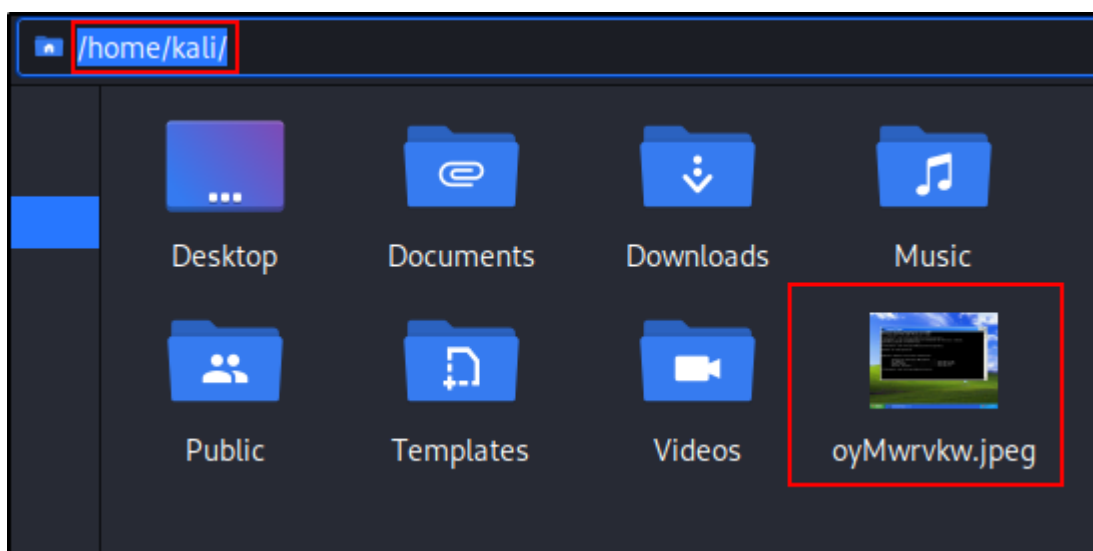 /home/kali/
Desktop Documents Downloads Music
Public Templates Videos oyMwrvkw.jpeg